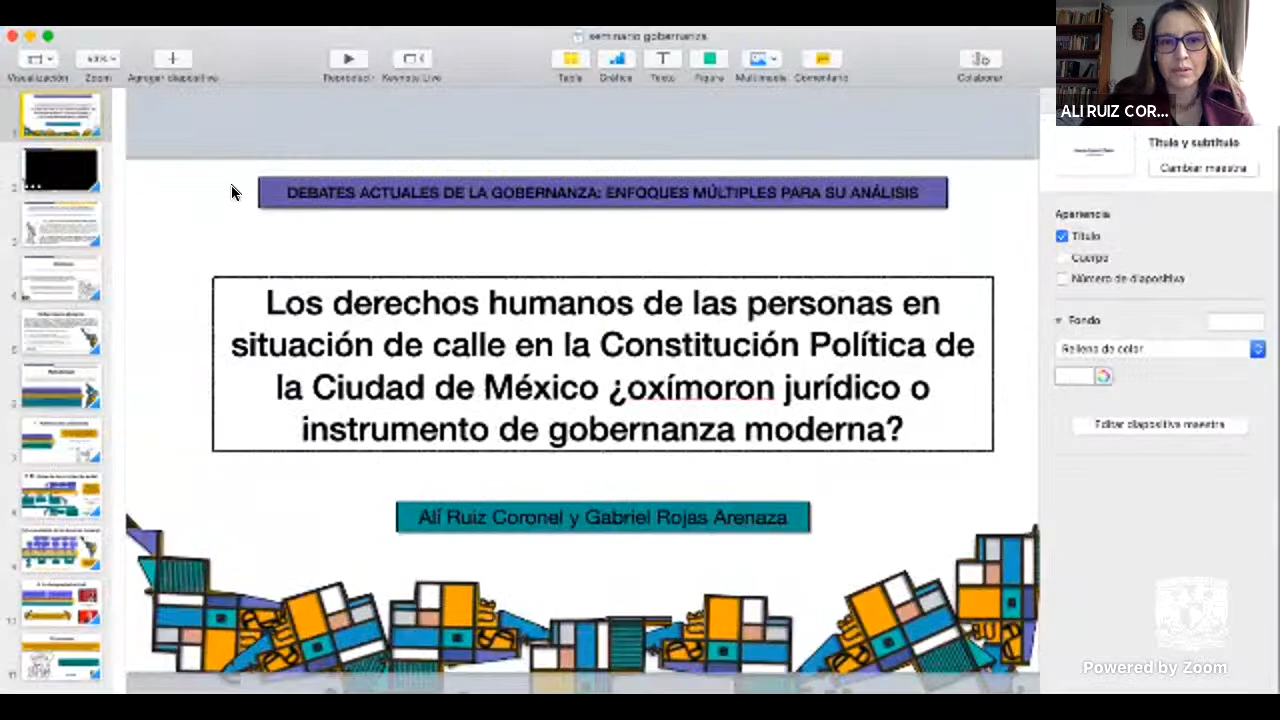 seminario gobernanza
Visualización Zoom Agregar diapositiva Reproducir Keynote Live Tabla Gráfica Texto Figura Multimedia Comentario Colaborar
ALI RUIZ COR...
Título y subtítulo
Cambiar maestra
DEBATES ACTUALES DE LA GOBERNANZA: ENFOQUES MÚLTIPLES PARA SU ANÁLISIS
Apariencia
Título
Cuerpo
Número de diapositiva
Los derechos humanos de las personas en
situación de calle en la Constitución Política de
la Ciudad de México ¿oxímoron jurídico o
instrumento de gobernanza moderna?
Fondo
Relleno de color
Editar diapositiva maestra
Alí Ruiz Coronel y Gabriel Rojas Arenaza
Powered by Zoom